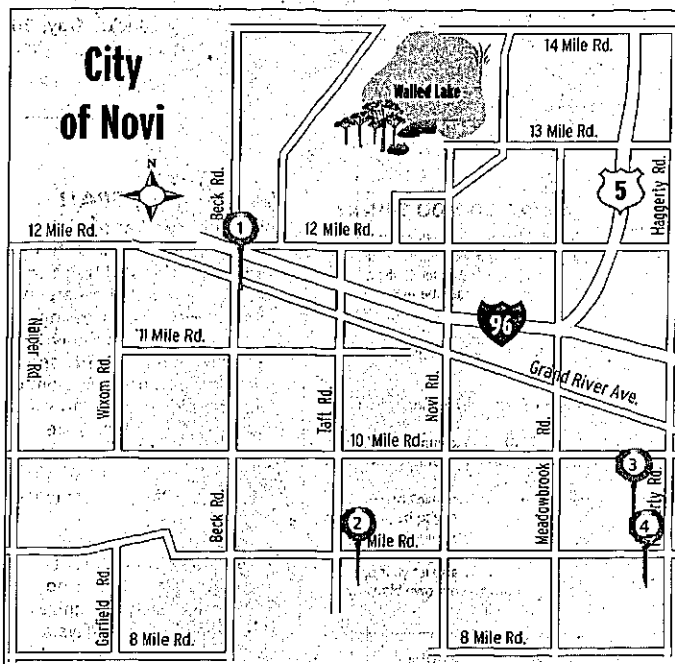 City
of Novi
N
14 Mile Rd.
Walled Lake
13 Mile Rd.
5
Haggerty Rd.
Beck Rd.
1
12 Mile Rd.
12 Mile Rd.
96
11 Mile Rd.
Naiper Rd
Wixom Rd.
Taft Rd.
Novi Rd.
Grand River Ave.
Rd.
10 Mile Rd.
3
Beck Rd.
2
Mile Rd.
Meadowbrook
4
Rd.
Garfield Rd.
8 Mile Rd.
8 Mile Rd.